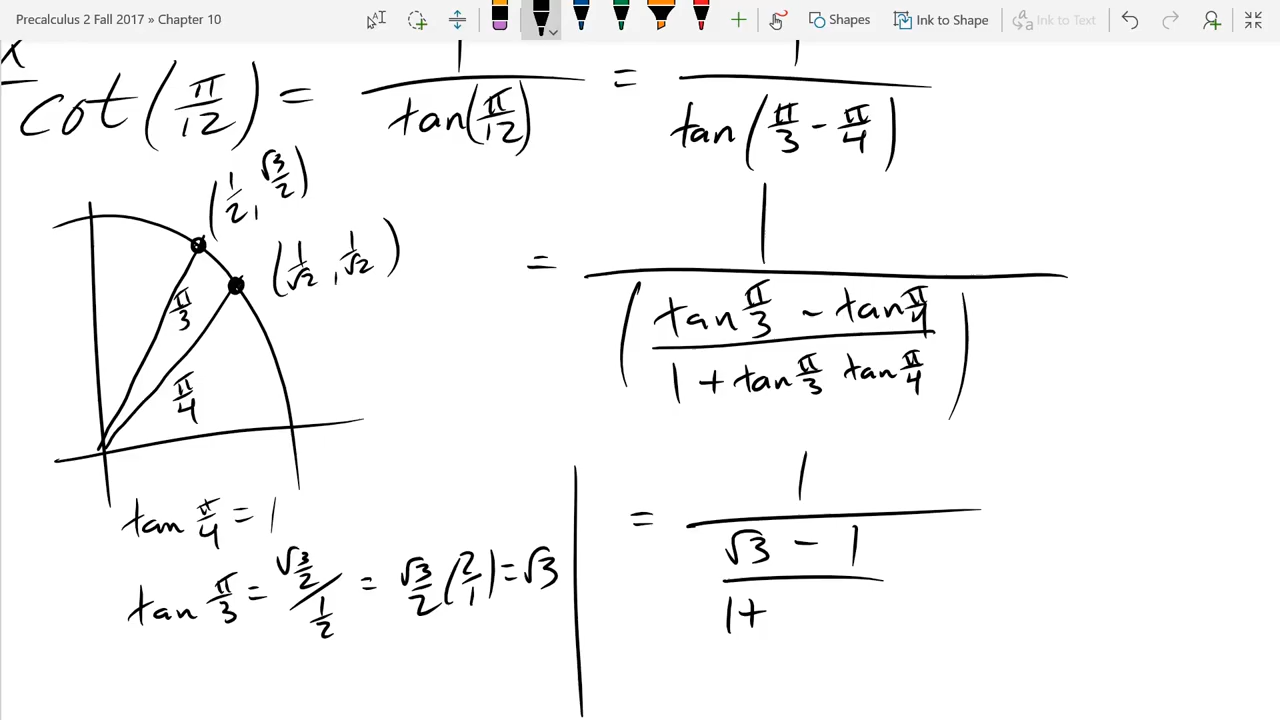 Precalculus 2 Fall 2017 » Chapter 10
Shapes
Ink to Shape
Ink to Text
cot(π/12) = 1/tan(π/12) = 1/tan(π/3 - π/4)
(1/2, √3/2)
(1/√2, 1/√2)
π/3
π/4
= 1/((tan π/3 - tan π/4)/(1 + tan π/3 tan π/4))
tan π/4 = 1
tan π/3 = (√3/2)/(1/2) = √3/2 (2/1) = √3
= 1/((√3 - 1)/(1+